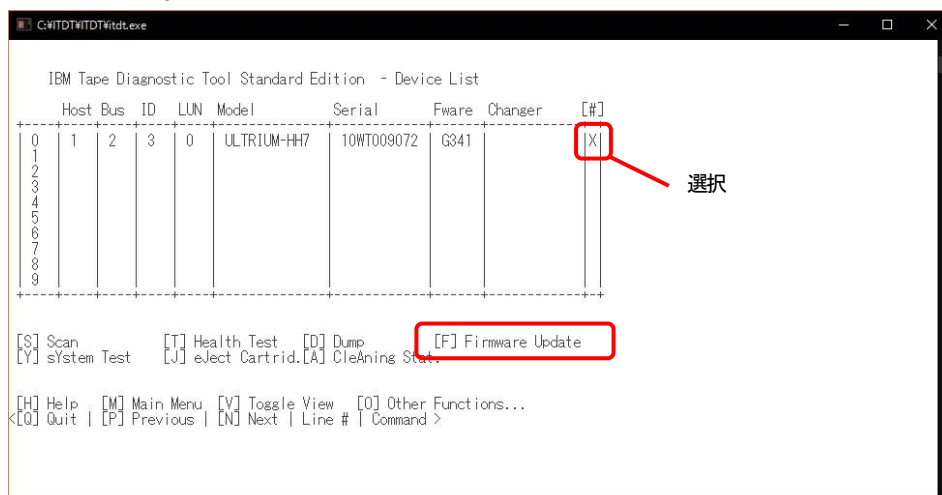 C:¥ITDT¥ITDT¥itdt.exe
IBM Tape Diagnostic Tool Standard Edition - Device List
Host Bus ID LUN Model Serial Fware Changer [#]
0 1 2 3 0 ULTRIUM-HH7 10WT009072 G341 X
1
2
選択
3
4
5
6
7
8
9
[S] Scan [T] Health Test [D] Dump [F] Firmware Update
[Y] sYstem Test [J] eJect Cartrid.[A] CleAning Stat.
[H] Help [M] Main Menu [V] Toggle View [O] Other Functions...
<[Q] Quit | [P] Previous | [N] Next | Line # | Command >